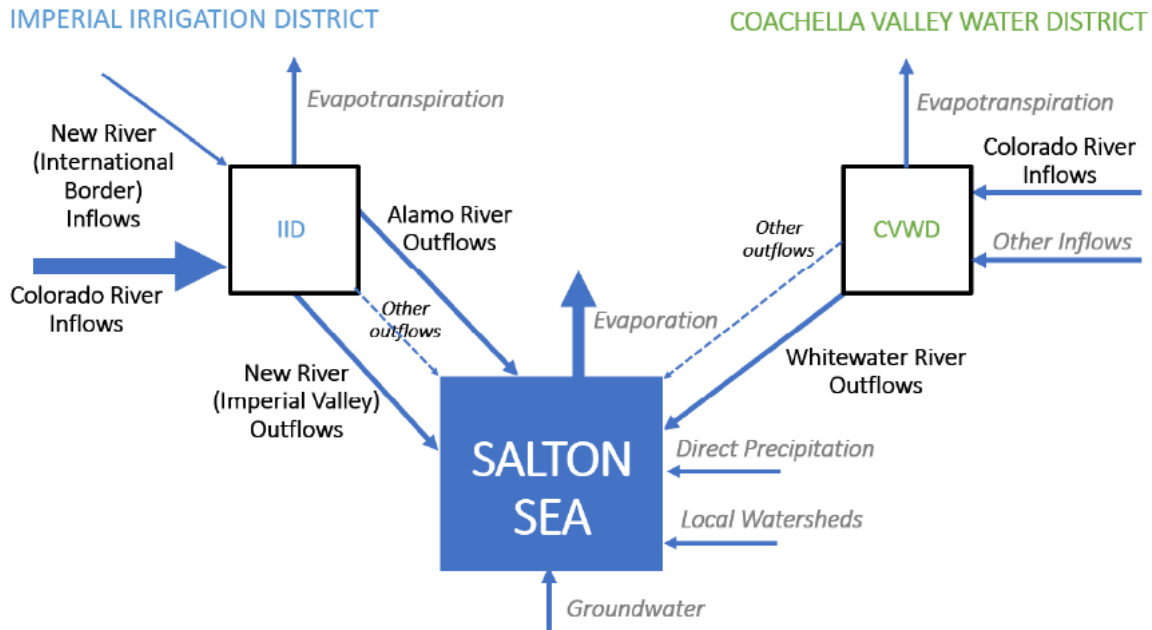 IMPERIAL IRRIGATION DISTRICT
COACHELLA VALLEY WATER DISTRICT
Evapotranspiration
Evapotranspiration
New River
(International
Border)
Inflows
Colorado River
Inflows
IID
Alamo River
Outflows
Other
outflows
CVWD
Other Inflows
Colorado River
Inflows
Other
outflows
Evaporation
New River
(Imperial Valley)
Outflows
Whitewater River
Outflows
SALTON
SEA
Direct Precipitation
Local Watersheds
Groundwater